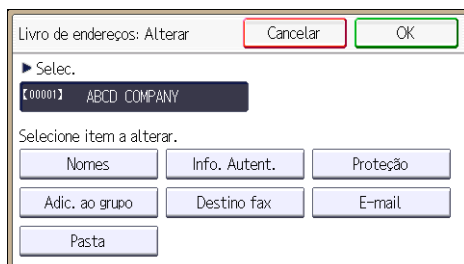 Livro de endereços: Alterar Cancelar OK
▶ Selec.
【00001】 ABCD COMPANY
Selecione item a alterar.
Nomes Info. Autent. Proteção
Adic. ao grupo Destino fax E-mail
Pasta